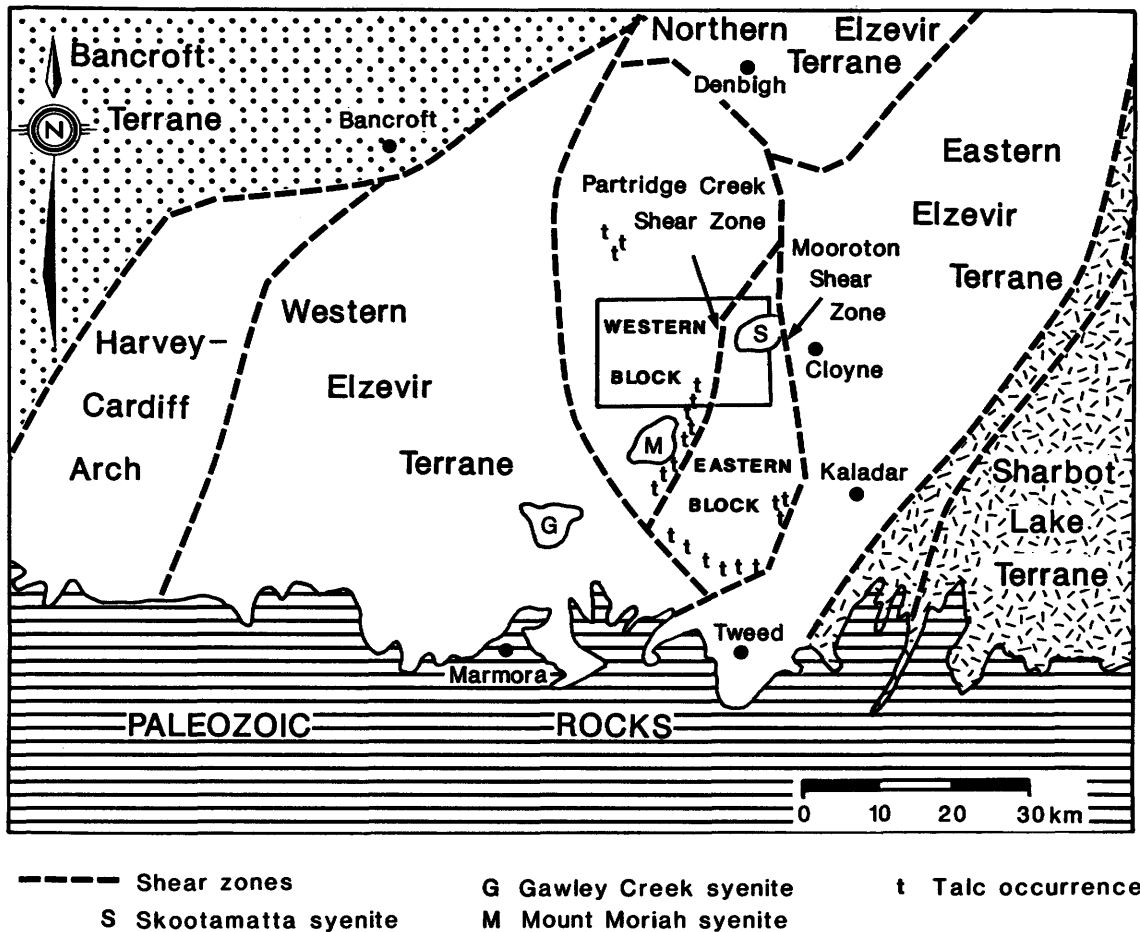 Northern Elzevir
Terrane
Denbigh
Bancroft
Terrane
N
Bancroft
Eastern
Elzevir
Terrane
Partridge Creek
Shear Zone
t t
t
Mooroton
Shear
Zone
Western
Elzevir
Terrane
Harvey-
Cardiff
Arch
WESTERN
BLOCK
S
Cloyne
t
t
t
t
t
M
t
t
t
EASTERN
BLOCK
t t
t
Kaladar
Sharbot
Lake
Terrane
G
t
t
t t t t
Tweed
Marmora
PALEOZOIC ROCKS
0 10 20 30 km
Shear zones
S Skootamatta syenite
G Gawley Creek syenite
M Mount Moriah syenite
t Talc occurrence